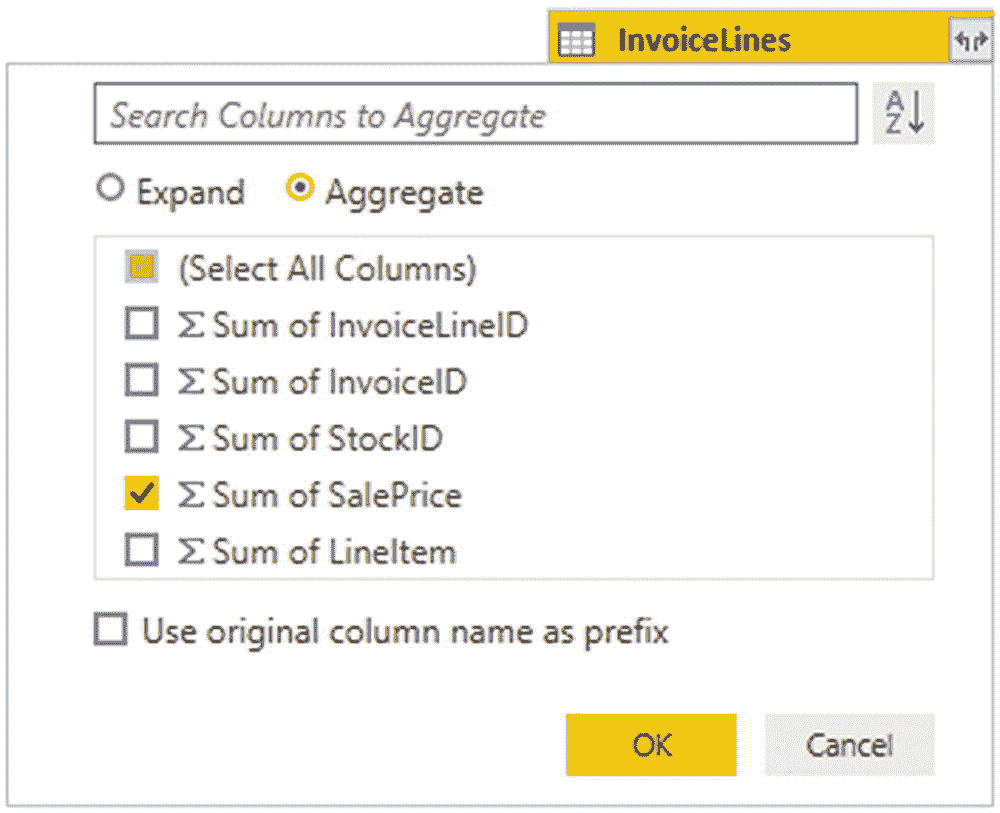 InvoiceLines
Search Columns to Aggregate
A
Z
Expand Aggregate
(Select All Columns)
Σ Sum of InvoiceLineID
Σ Sum of InvoiceID
Σ Sum of StockID
Σ Sum of SalePrice
Σ Sum of LineItem
Use original column name as prefix
OK Cancel